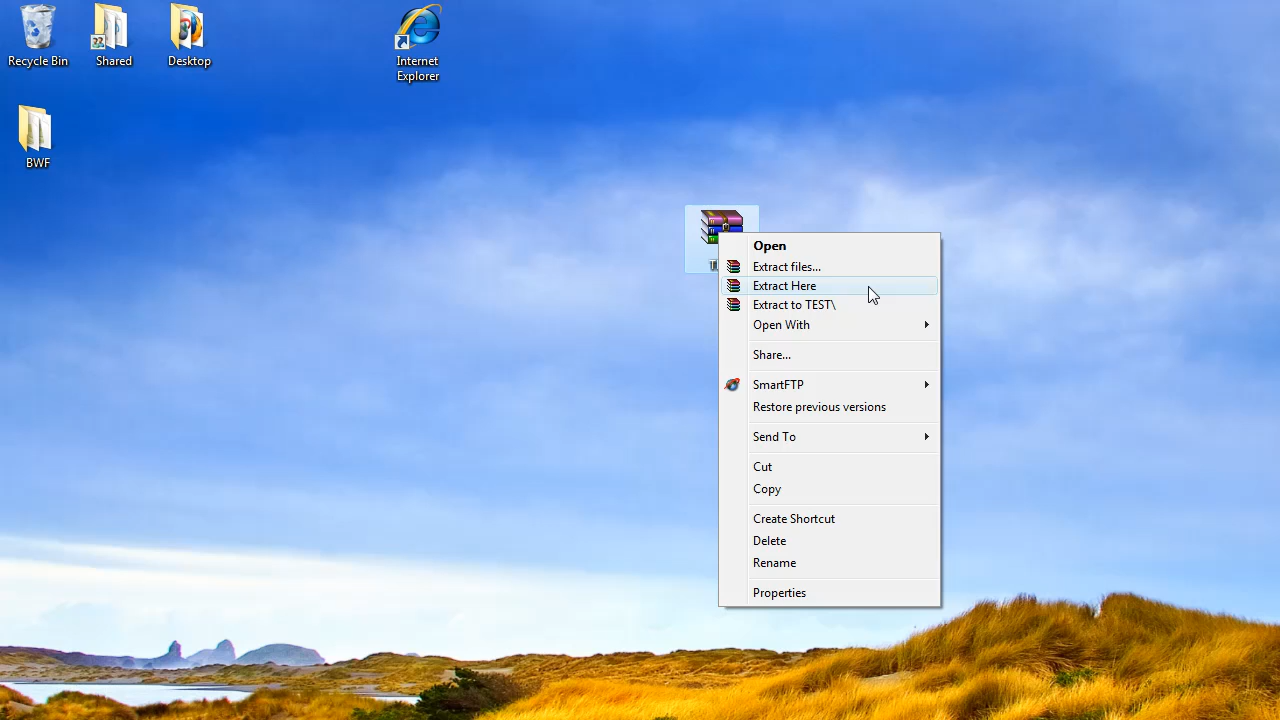 Recycle Bin
Shared
Desktop
Internet
Explorer
BWF
Open
Extract files...
Extract Here
Extract to TEST\
Open With
Share...
SmartFTP
Restore previous versions
Send To
Cut
Copy
Create Shortcut
Delete
Rename
Properties